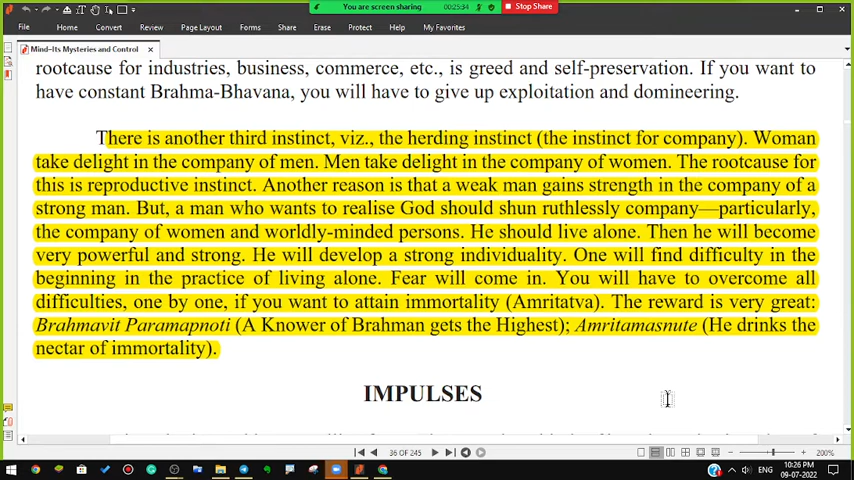 You are screen sharing
00:25:34
Stop Share
File Home Convert Review Page Layout Forms Share Erase Protect Help My Favorites
Mind–Its Mysteries and Control
rootcause for industries, business, commerce, etc., is greed and self-preservation. If you want to
have constant Brahma-Bhavana, you will have to give up exploitation and domineering.
There is another third instinct, viz., the herding instinct (the instinct for company). Woman
take delight in the company of men. Men take delight in the company of women. The rootcause for
this is reproductive instinct. Another reason is that a weak man gains strength in the company of a
strong man. But, a man who wants to realise God should shun ruthlessly company—particularly,
the company of women and worldly-minded persons. He should live alone. Then he will become
very powerful and strong. He will develop a strong individuality. One will find difficulty in the
beginning in the practice of living alone. Fear will come in. You will have to overcome all
difficulties, one by one, if you want to attain immortality (Amritatva). The reward is very great:
Brahmavit Paramapnoti (A Knower of Brahman gets the Highest); Amritamasnute (He drinks the
nectar of immortality).
IMPULSES
36 OF 245
200%
ENG
10:26 PM
09-07-2022